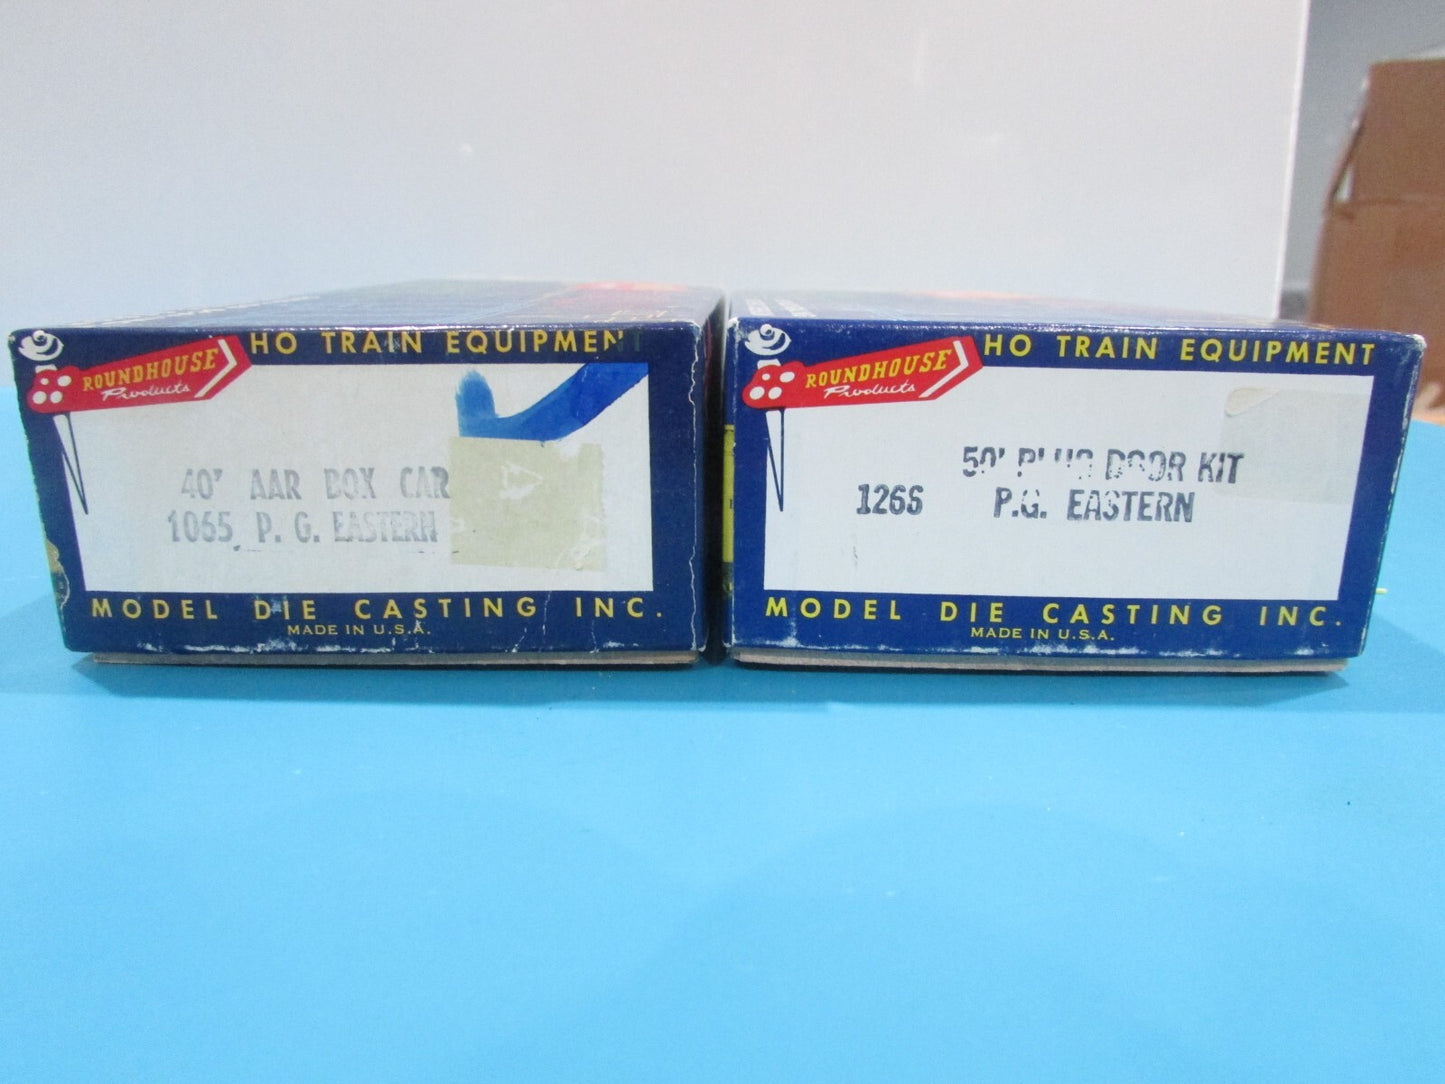 HO TRAIN EQUIPMENT
ROUNDHOUSE
Products
40' AAR BOX CAR
1065 P. G. EASTERN
MODEL DIE CASTING INC.
MADE IN U.S.A.
HO TRAIN EQUIPMENT
ROUNDHOUSE
Products
50' PLUG DOOR KIT
1266 P.G. EASTERN
MODEL DIE CASTING INC.
MADE IN U.S.A.